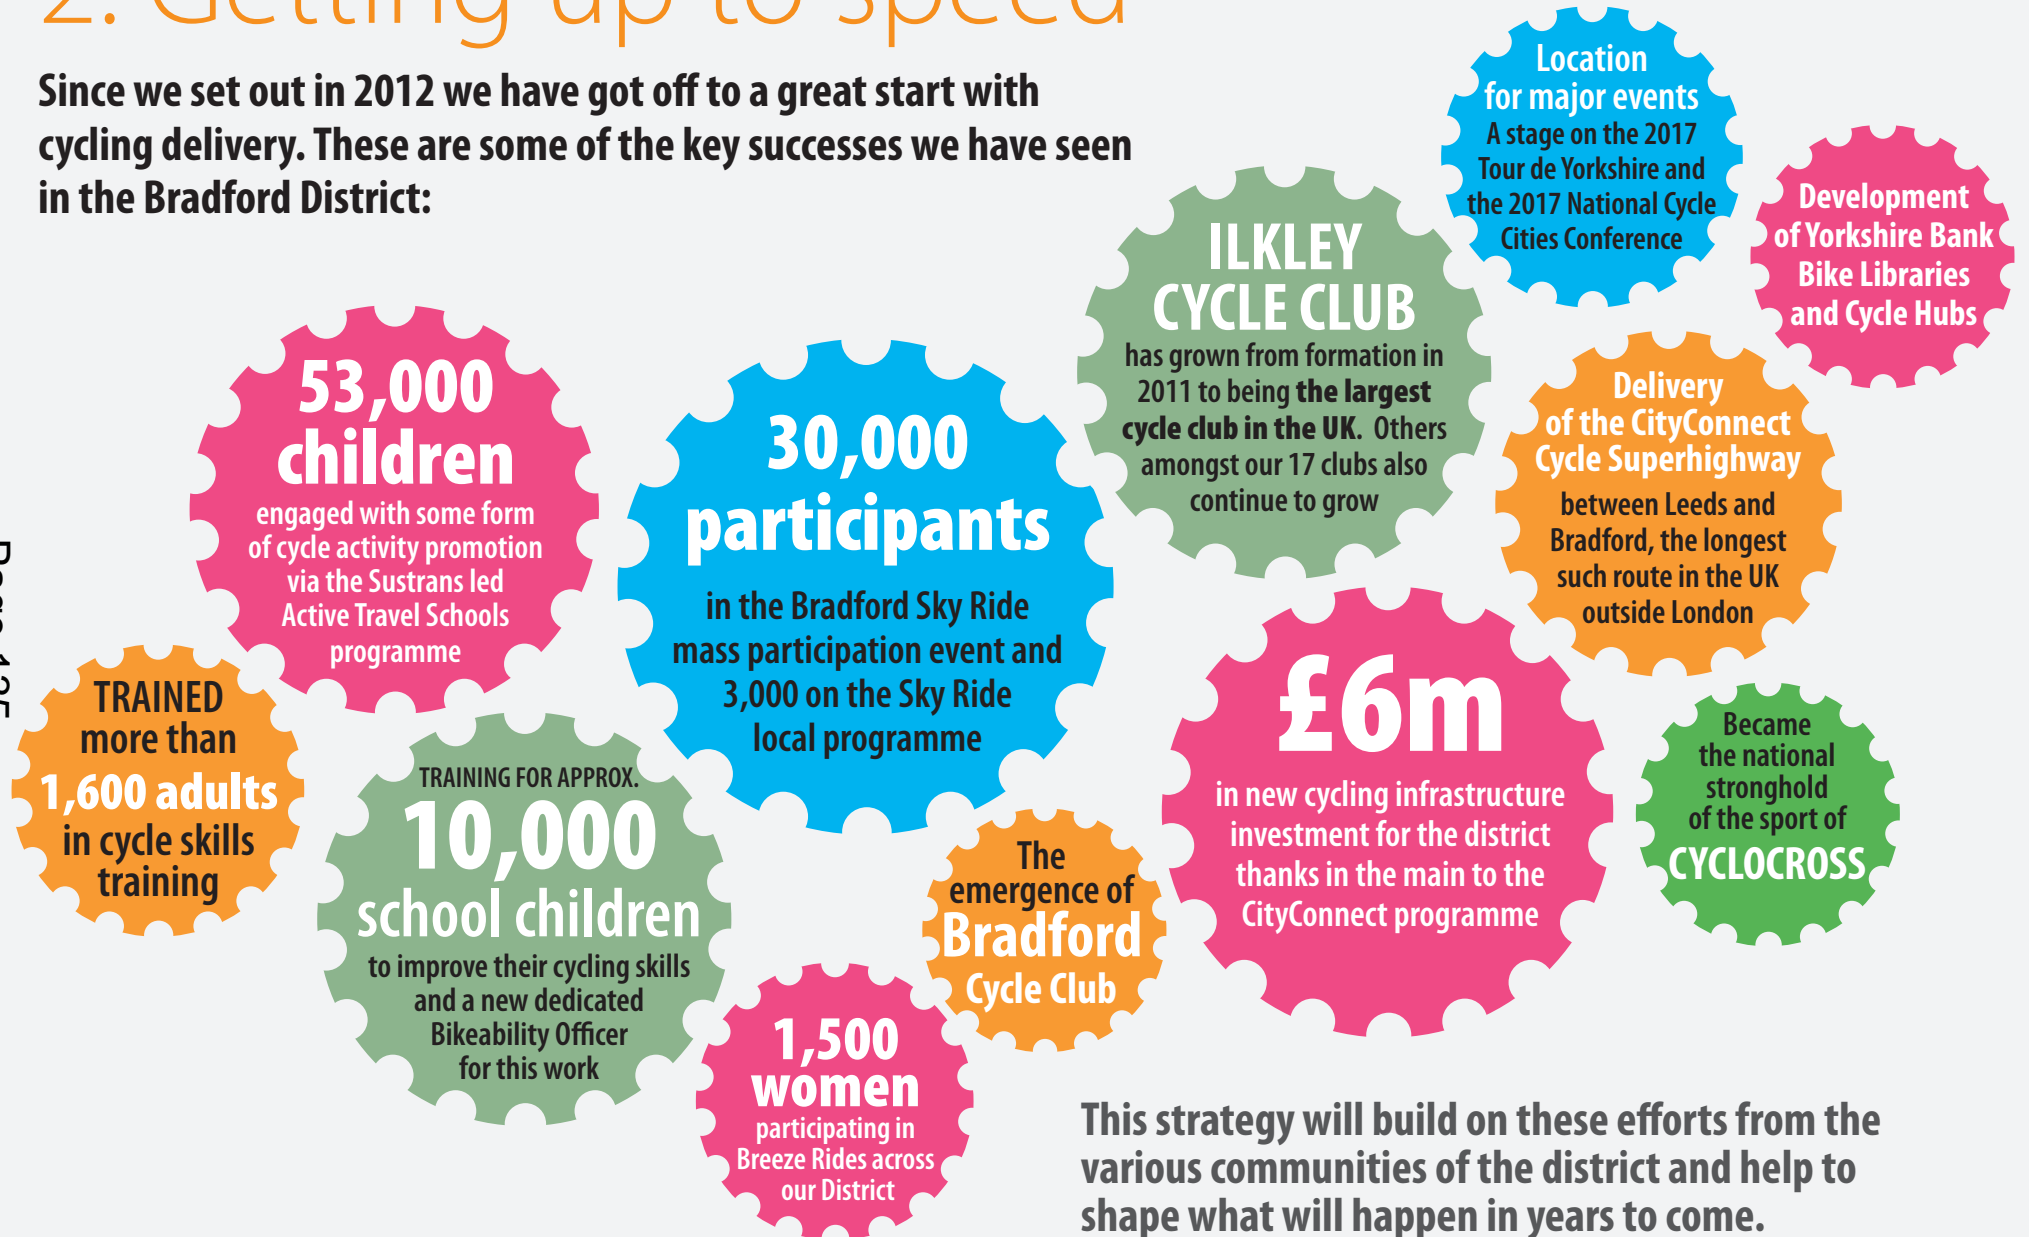 2. Getting up to speed
Since we set out in 2012 we have got off to a great start with
cycling delivery. These are some of the key successes we have seen
in the Bradford District:
Location
for major events
A stage on the 2017
Tour de Yorkshire and
the 2017 National Cycle
Cities Conference
Development
of Yorkshire Bank
Bike Libraries
and Cycle Hubs
ILKLEY
CYCLE CLUB
has grown from formation in
2011 to being the largest
cycle club in the UK. Others
amongst our 17 clubs also
continue to grow
53,000
children
engaged with some form
of cycle activity promotion
via the Sustrans led
Active Travel Schools
programme
30,000
participants
in the Bradford Sky Ride
mass participation event and
3,000 on the Sky Ride
local programme
Delivery
of the CityConnect
Cycle Superhighway
between Leeds and
Bradford, the longest
such route in the UK
outside London
TRAINED
more than
1,600 adults
in cycle skills
training
TRAINING FOR APPROX.
10,000
school children
to improve their cycling skills
and a new dedicated
Bikeability Officer
for this work
£6m
in new cycling infrastructure
investment for the district
thanks in the main to the
CityConnect programme
Became
the national
stronghold
of the sport of
CYCLOCROSS
The
emergence of
Bradford
Cycle Club
1,500
women
participating in
Breeze Rides across
our District
This strategy will build on these efforts from the
various communities of the district and help to
shape what will happen in years to come.